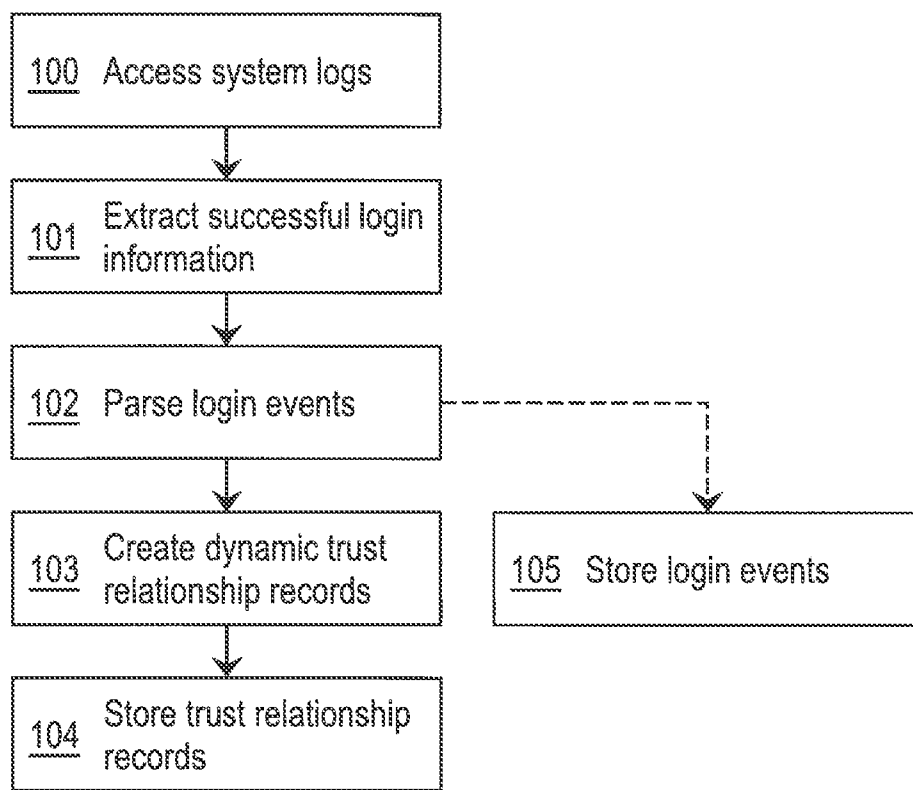 100 Access system logs
101 Extract successful login
information
102 Parse login events
103 Create dynamic trust
relationship records
105 Store login events
104 Store trust relationship
records